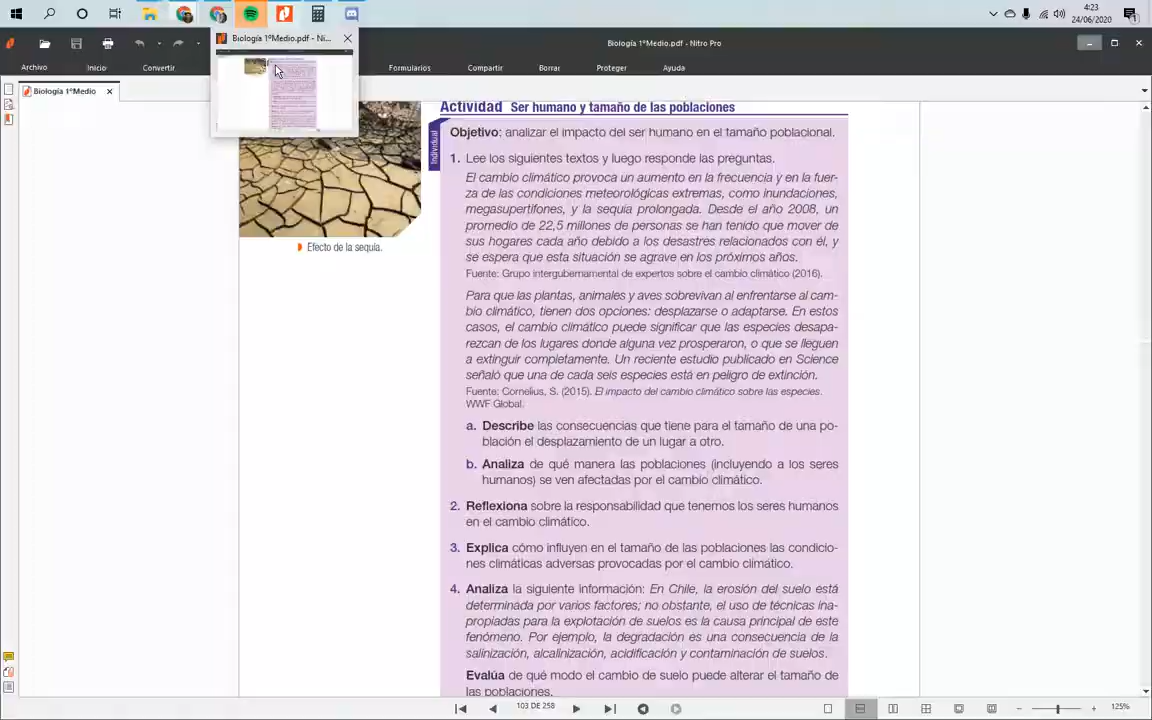 4:23
24/06/2020
Biología 1ºMedio.pdf - Ni...
Biología 1ºMedio.pdf - Nitro Pro
Archivo
Inicio
Convertir
Formularios
Compartir
Borrar
Proteger
Ayuda
Biología 1ºMedio
Actividad Ser humano y tamaño de las poblaciones
Individual
Objetivo: analizar el impacto del ser humano en el tamaño poblacional.
1. Lee los siguientes textos y luego responde las preguntas.
El cambio climático provoca un aumento en la frecuencia y en la fuer-
za de las condiciones meteorológicas extremas, como inundaciones,
megasupertifones, y la sequía prolongada. Desde el año 2008, un
promedio de 22,5 millones de personas se han tenido que mover de
sus hogares cada año debido a los desastres relacionados con él, y
se espera que esta situación se agrave en los próximos años.
Fuente: Grupo intergubernamental de expertos sobre el cambio climático (2016).
Efecto de la sequía.
Para que las plantas, animales y aves sobrevivan al enfrentarse al cam-
bio climático, tienen dos opciones: desplazarse o adaptarse. En estos
casos, el cambio climático puede significar que las especies desapa-
rezcan de los lugares donde alguna vez prosperaron, o que se lleguen
a extinguir completamente. Un reciente estudio publicado en Science
señaló que una de cada seis especies está en peligro de extinción.
Fuente: Cornelius, S. (2015). El impacto del cambio climático sobre las especies.
WWF Global.
a. Describe las consecuencias que tiene para el tamaño de una po-
blación el desplazamiento de un lugar a otro.
b. Analiza de qué manera las poblaciones (incluyendo a los seres
humanos) se ven afectadas por el cambio climático.
2. Reflexiona sobre la responsabilidad que tenemos los seres humanos
en el cambio climático.
3. Explica cómo influyen en el tamaño de las poblaciones las condicio-
nes climáticas adversas provocadas por el cambio climático.
4. Analiza la siguiente información: En Chile, la erosión del suelo está
determinada por varios factores; no obstante, el uso de técnicas ina-
propiadas para la explotación de suelos es la causa principal de este
fenómeno. Por ejemplo, la degradación es una consecuencia de la
salinización, alcalinización, acidificación y contaminación de suelos.
Evalúa de qué modo el cambio de suelo puede alterar el tamaño de
las poblaciones.
103 DE 258
125%